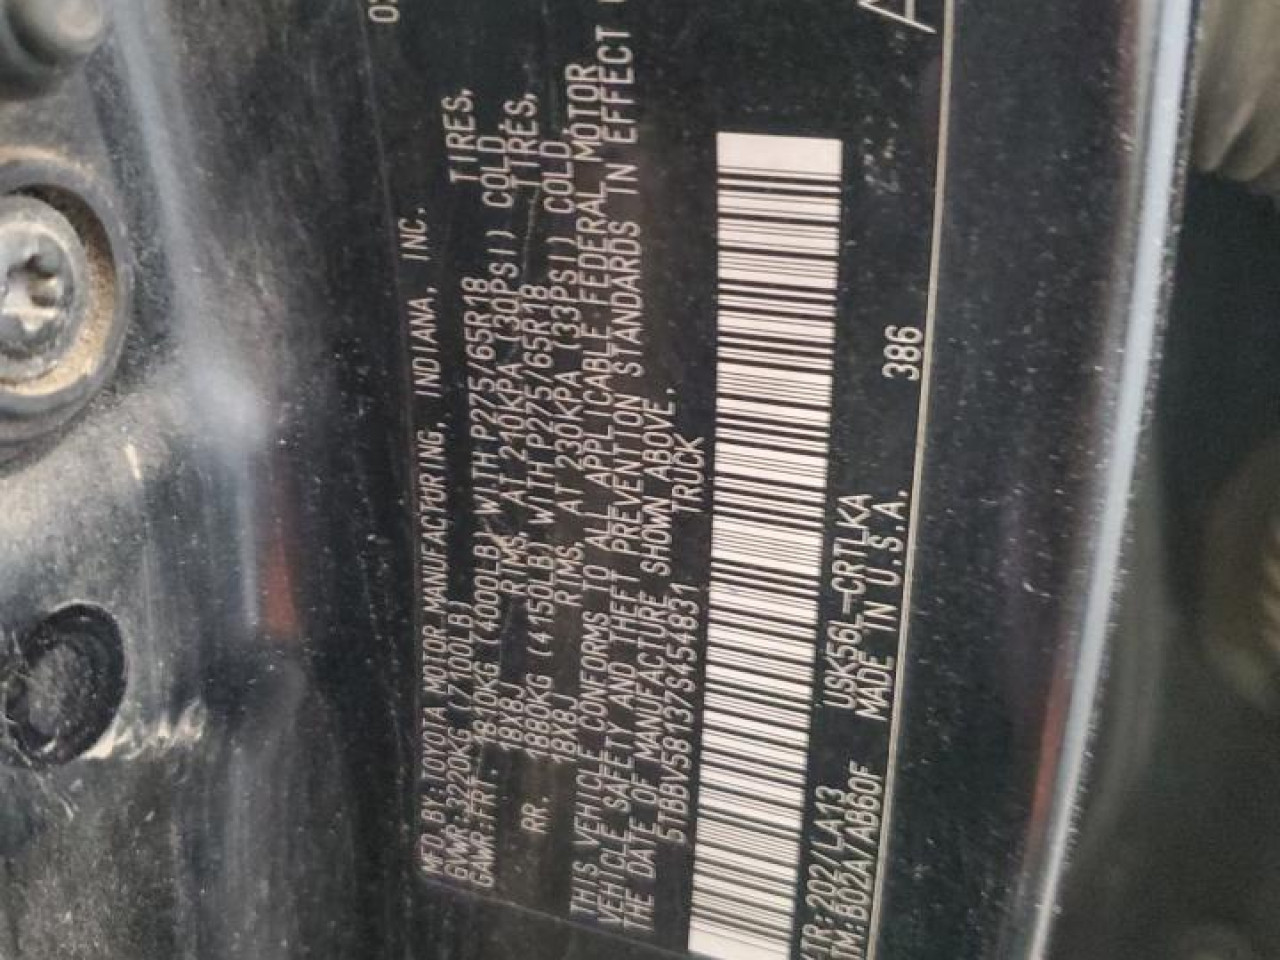 MFD BY:TOYOTA MOTOR MANUFACTURING, INDIANA, INC.
GVWR:3220KG (7100LB)
GAWR:FRT. 1810KG (4000LB) WITH P275/65R18 TIRES,
18X8J RIMS, AT 210KPA (30PSI) COLD
RR. 1880KG (4150LB) WITH P275/65R18 TIRES,
18X8J RIMS, AT 230KPA (33PSI) COLD,
THIS VEHICLE CONFORMS TO ALL APPLICABLE FEDERAL MOTOR
VEHICLE SAFETY AND THEFT PREVENTION STANDARDS IN EFFECT
THE DATE OF MANUFACTURE SHOWN ABOVE.
5TBBV58137S454831 TRUCK
/TR:202/LA13 USK56L-CRTLKA
TM:B02A/AB60F MADE IN U.S.A. 386